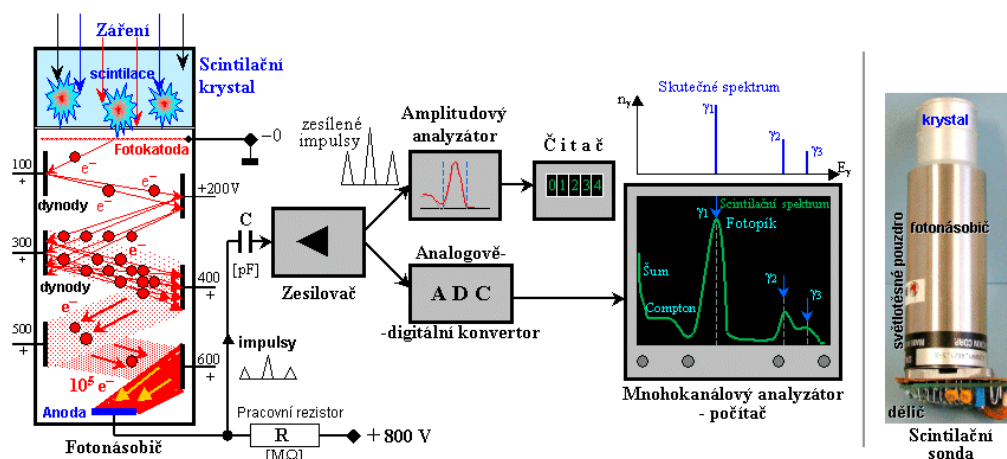 Záření
scintilace
Scintilační
krystal
Fotokatoda
−0
100
+
e⁻
e⁻
+200V
dynody
300
+
e⁻
+
400
dynody
e⁻
500
+
600
+
10⁵ e⁻
Anoda
Fotonásobič
zesílené
impulsy
C
[pF]
Zesilovač
impulsy
Pracovní rezistor
R
[MΩ]
+ 800 V
Amplitudový
analyzátor
Čitač
01234
Analogově-
ADC
-digitální konvertor
Skutečné spektrum
nγ
γ1
γ2
γ3
Eγ
Scintilační spektrum
γ1
Fotopík
Šum
Compton
γ2
γ3
Mnohokanálový analyzátor
- počítač
krystal
fotonásobič
světlotěsné pouzdro
dělič
Scintilační
sonda